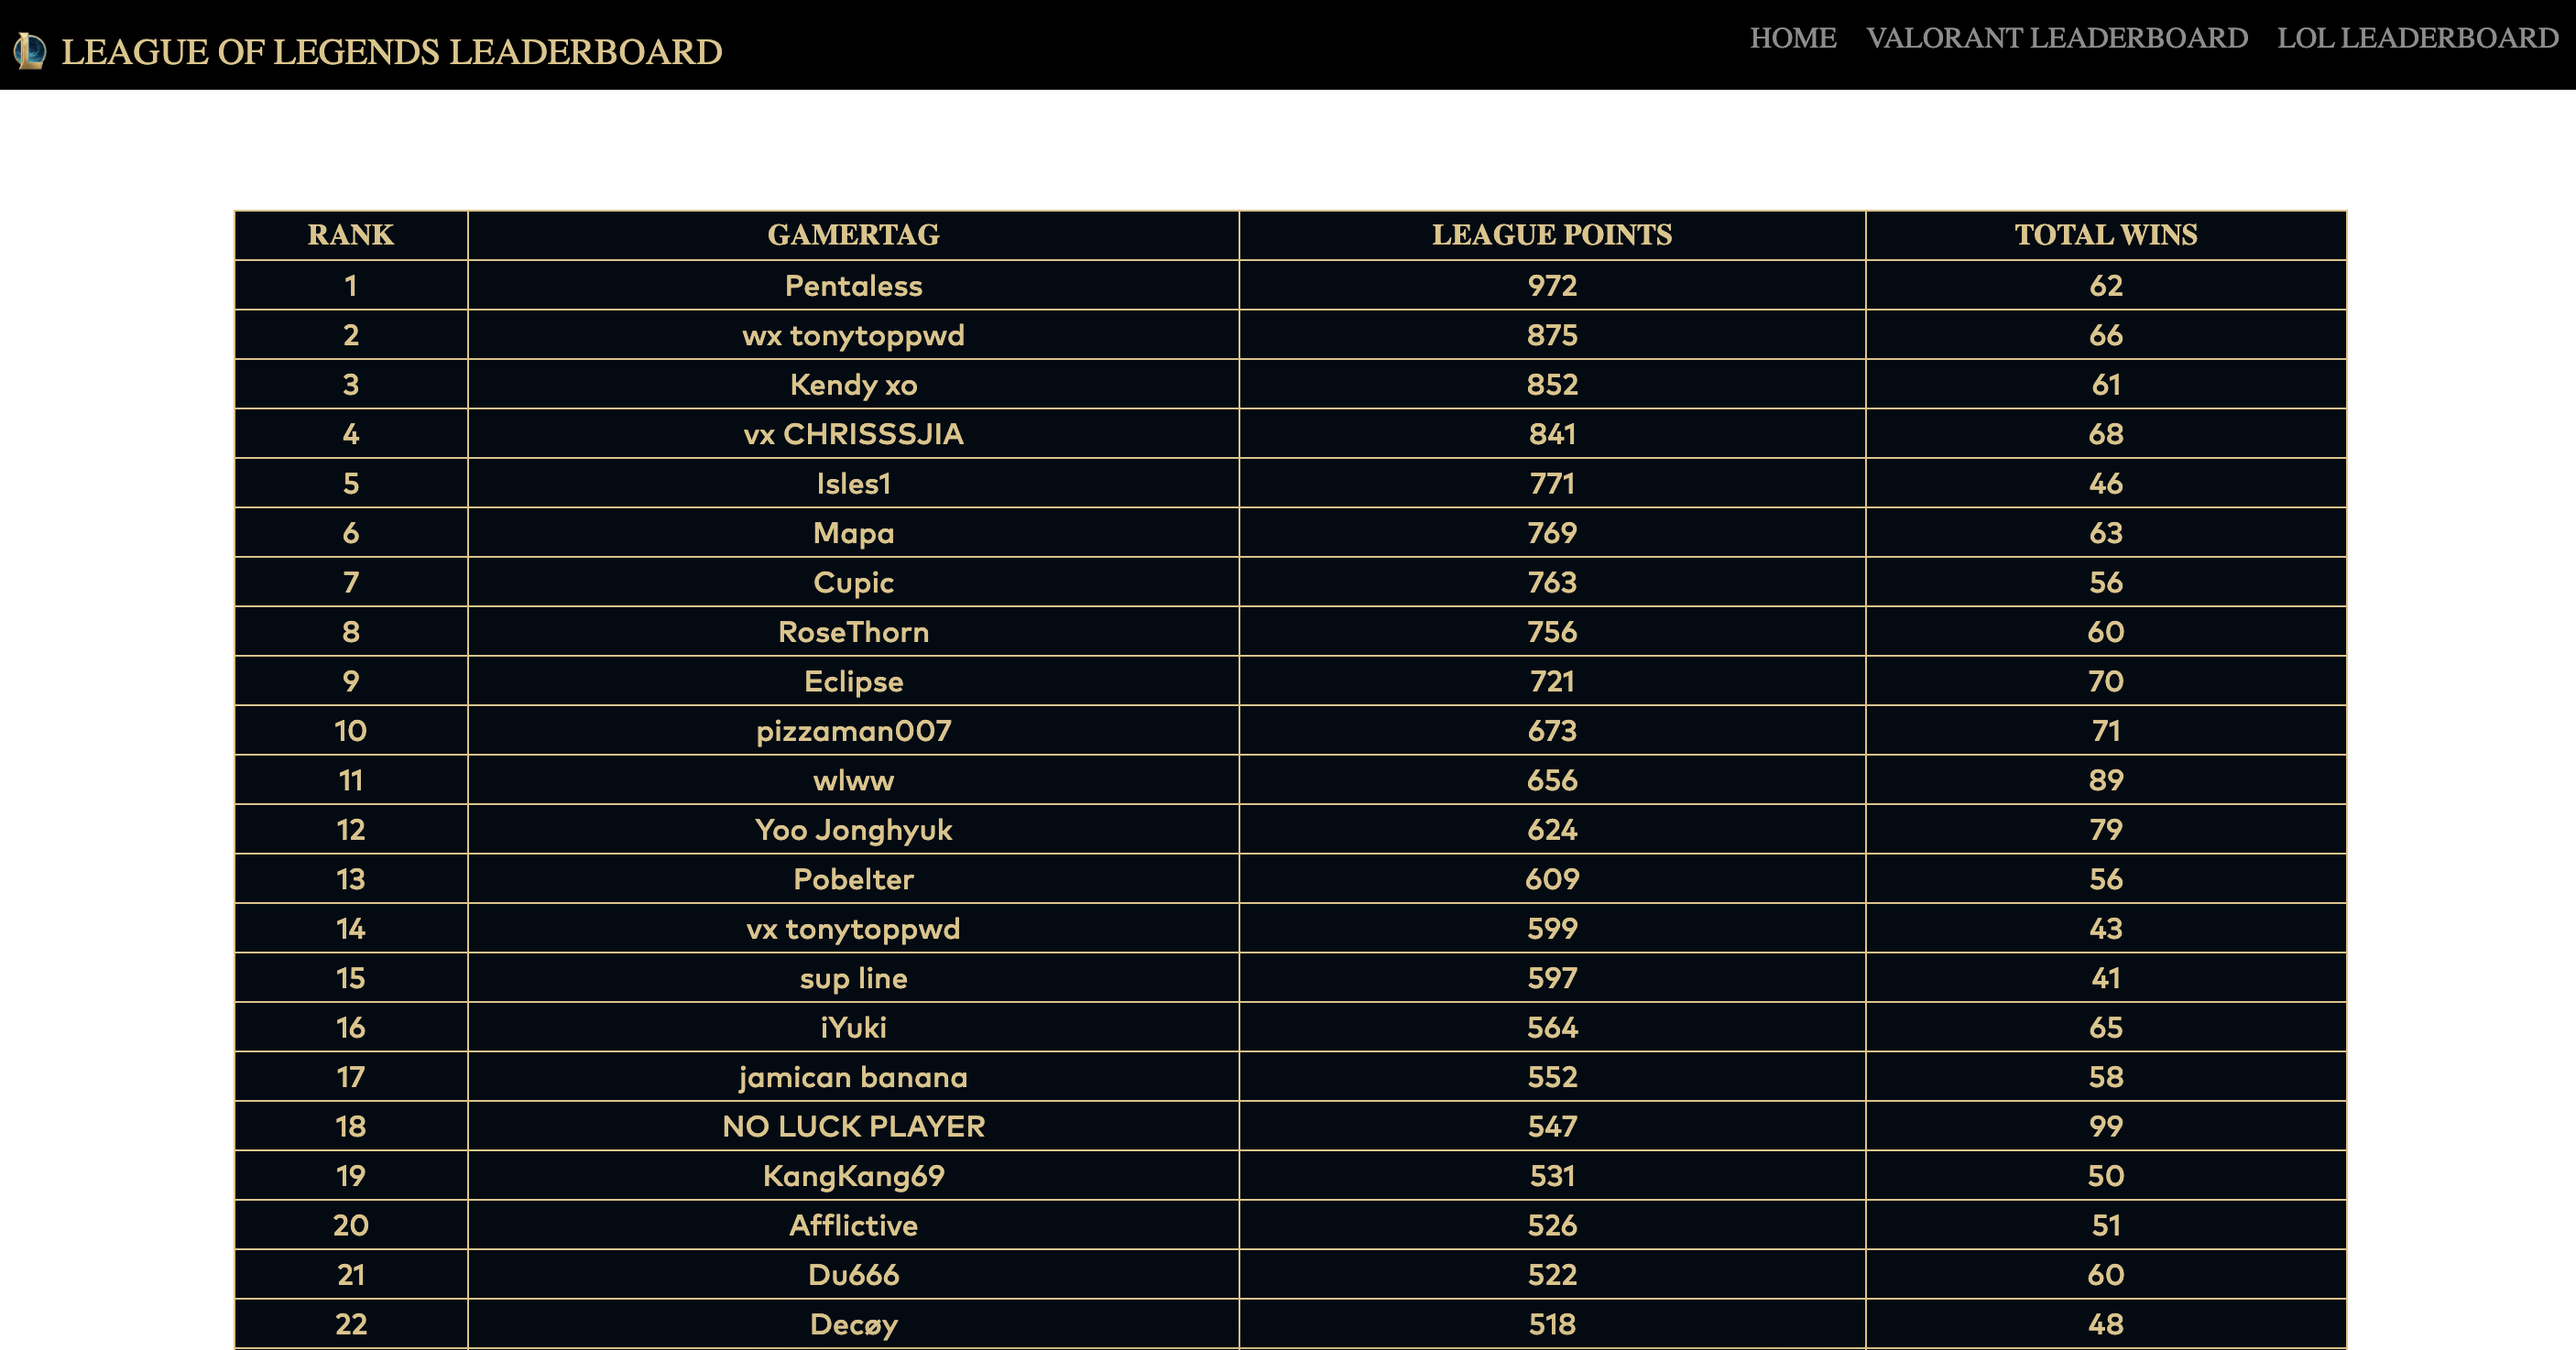 LEAGUE OF LEGENDS LEADERBOARD
HOME VALORANT LEADERBOARD LOL LEADERBOARD
RANK GAMERTAG LEAGUE POINTS TOTAL WINS
1 Pentaless 972 62
2 wx tonytoppwd 875 66
3 Kendy xo 852 61
4 vx CHRISSSJIA 841 68
5 Isles1 771 46
6 Mapa 769 63
7 Cupic 763 56
8 RoseThorn 756 60
9 Eclipse 721 70
10 pizzaman007 673 71
11 wlww 656 89
12 Yoo Jonghyuk 624 79
13 Pobelter 609 56
14 vx tonytoppwd 599 43
15 sup line 597 41
16 iYuki 564 65
17 jamican banana 552 58
18 NO LUCK PLAYER 547 99
19 KangKang69 531 50
20 Afflictive 526 51
21 Du666 522 60
22 Decøy 518 48